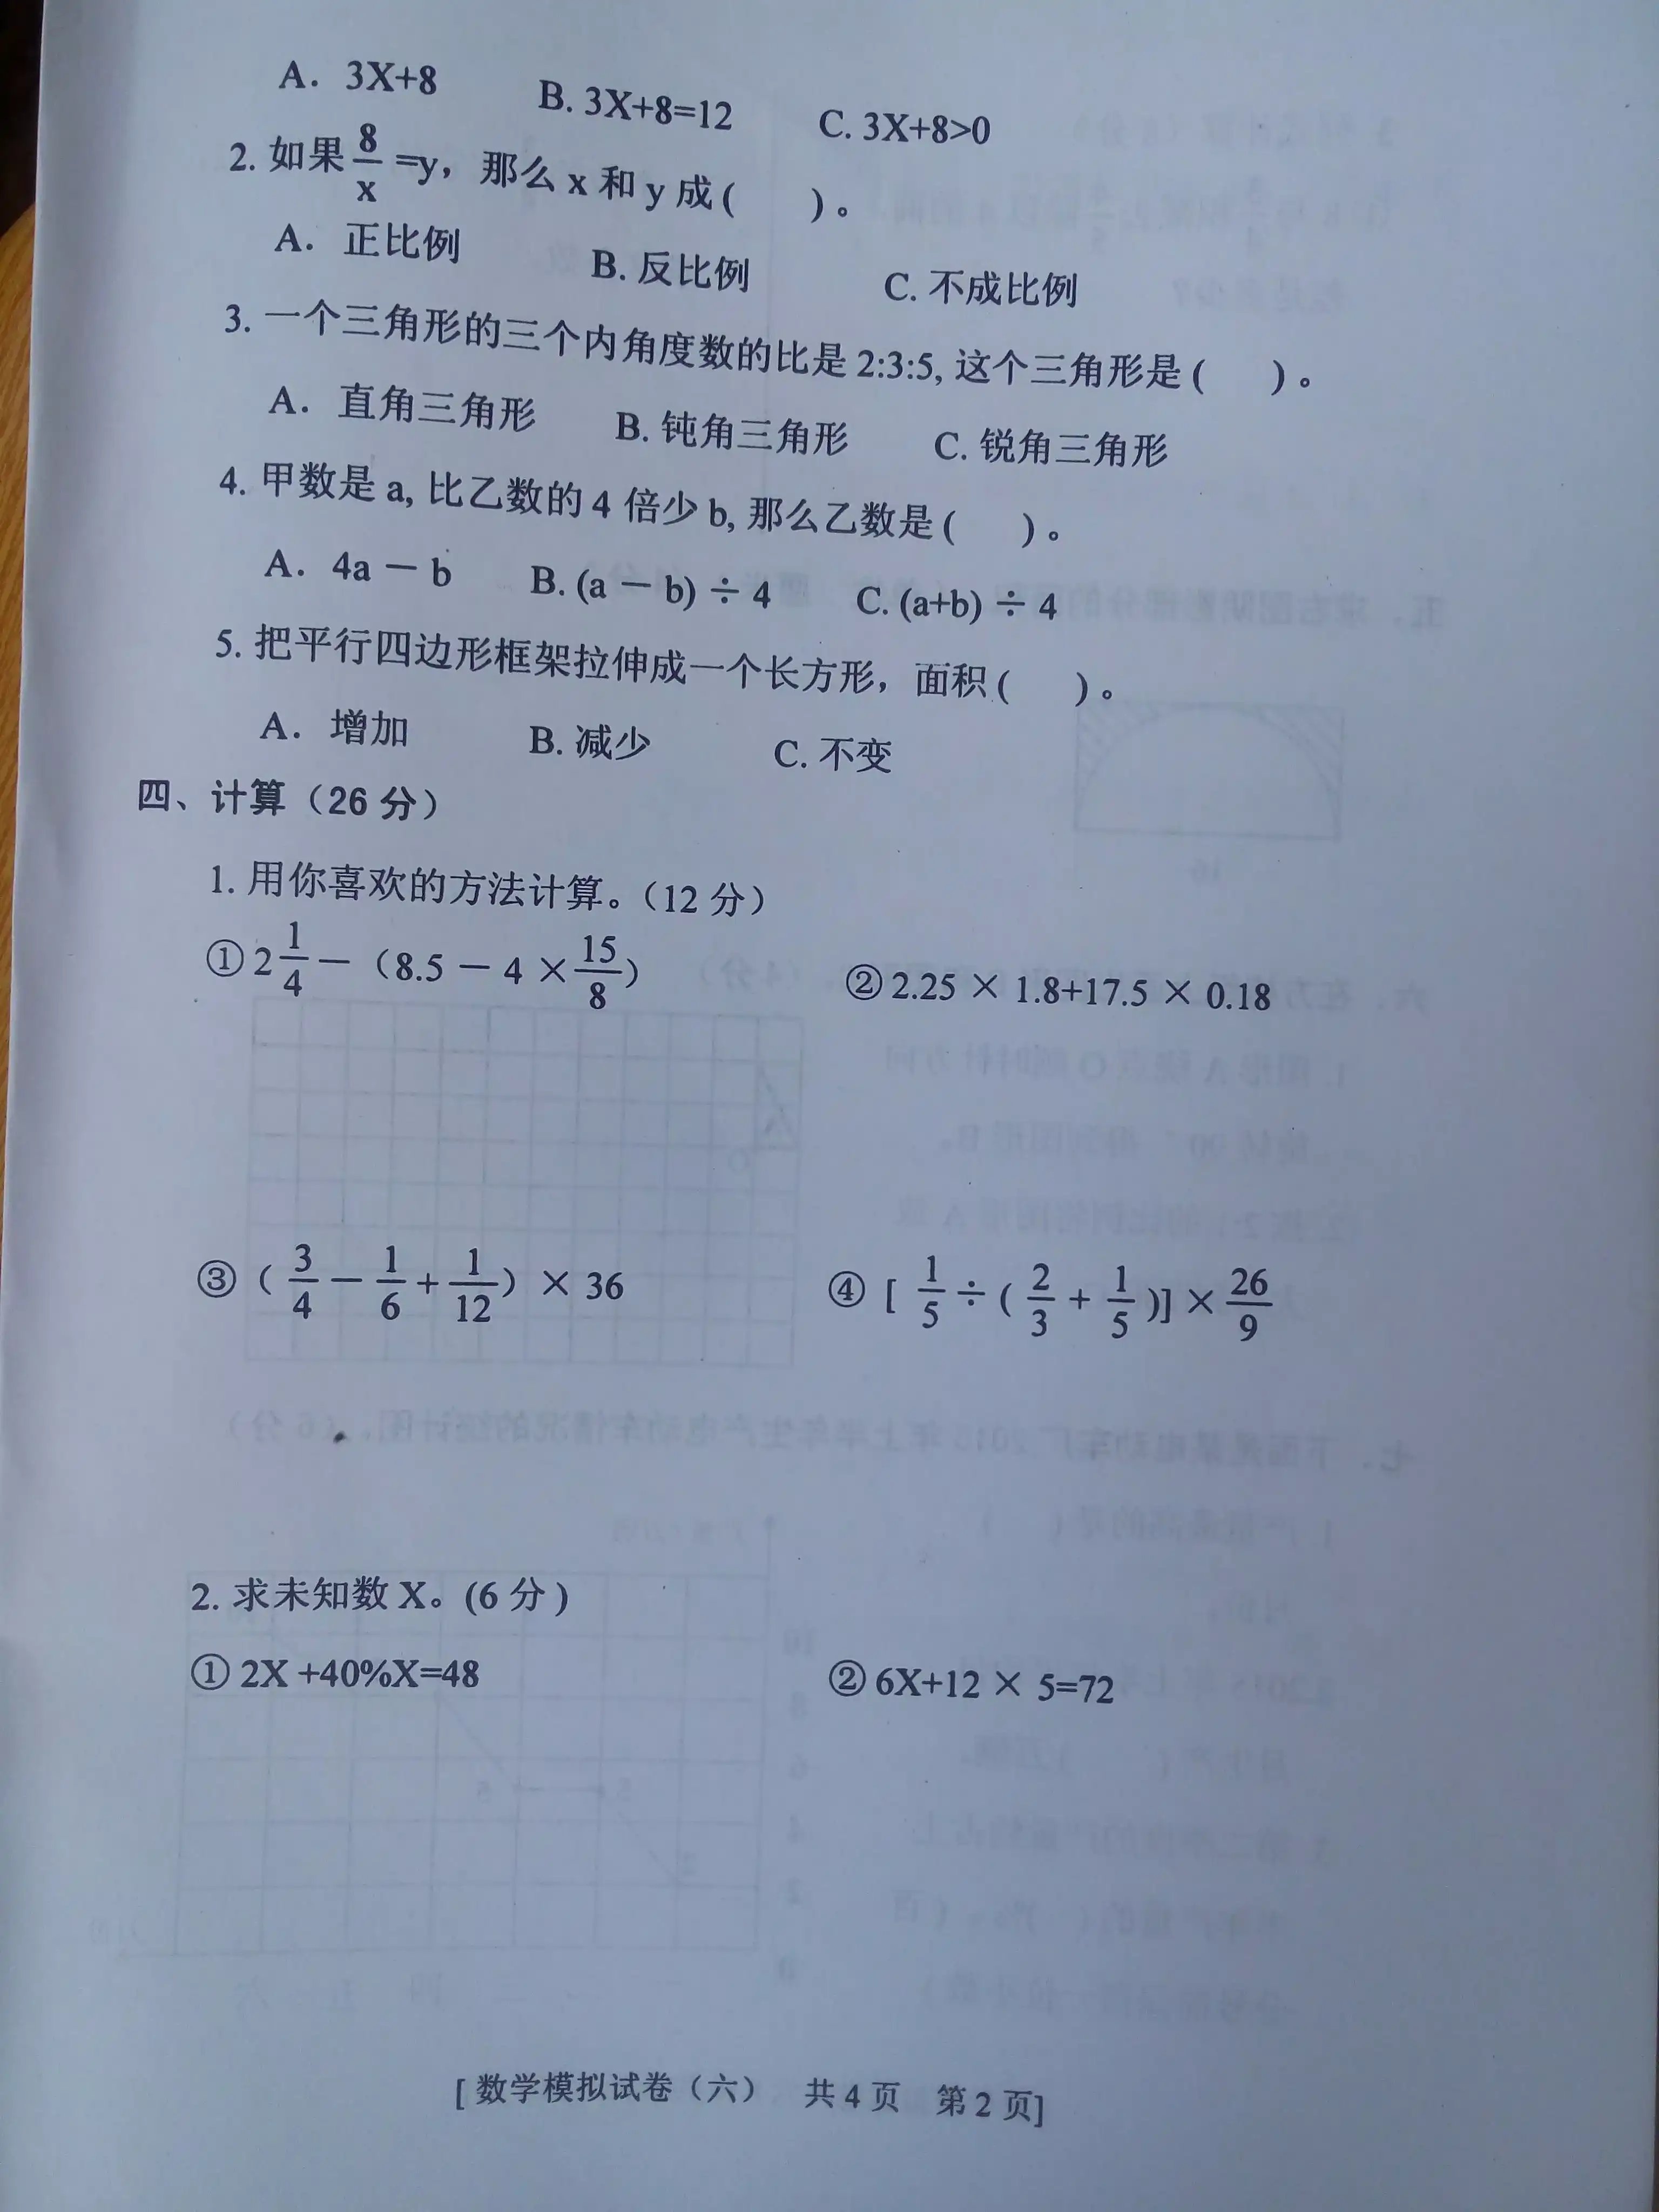 A. 3X+8 B. 3X+8=12 C. 3X+8>0
2. 如果 8/x =y，那么 x 和 y 成 ( )。
A. 正比例 B. 反比例 C. 不成比例
3. 一个三角形的三个内角度数的比是 2:3:5, 这个三角形是 ( )。
A. 直角三角形 B. 钝角三角形 C. 锐角三角形
4. 甲数是 a, 比乙数的 4 倍少 b, 那么乙数是 ( )。
A. 4a － b B. (a － b) ÷ 4 C. (a+b) ÷ 4
5. 把平行四边形框架拉伸成一个长方形，面积 ( )。
A. 增加 B. 减少 C. 不变
四、计算（26 分）
1. 用你喜欢的方法计算。（12 分）
① 2 1/4 －（8.5 － 4 × 15/8） ② 2.25 × 1.8+17.5 × 0.18
③（3/4 － 1/6 + 1/12）× 36 ④ [ 1/5 ÷ ( 2/3 + 1/5 )] × 26/9
2. 求未知数 X。(6 分)
① 2X +40%X=48 ② 6X+12 × 5=72
[ 数学模拟试卷（六） 共 4 页 第 2 页]